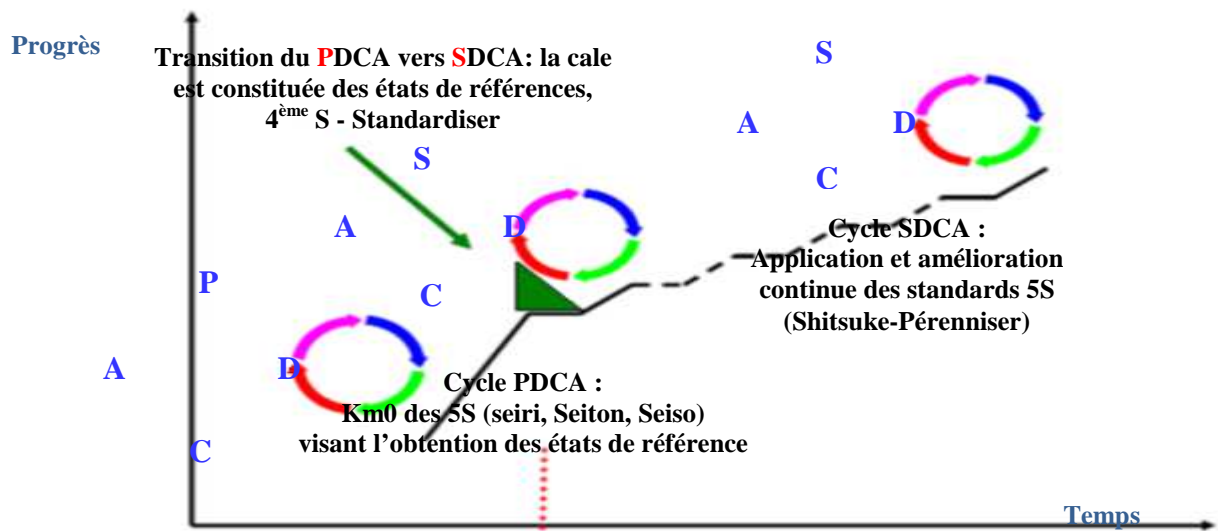 Progrès
Transition du PDCA vers SDCA: la cale
est constituée des états de références,
4ème S - Standardiser
S
A
D
C
S
A
D
C
P
A
D
C
Cycle SDCA :
Application et amélioration
continue des standards 5S
(Shitsuke-Pérenniser)
Cycle PDCA :
Km0 des 5S (seiri, Seiton, Seiso)
visant l’obtention des états de référence
Temps